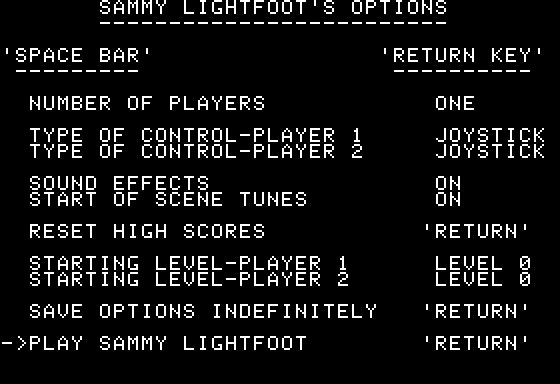 SAMMY LIGHTFOOT'S OPTIONS
'SPACE BAR' 'RETURN KEY'
NUMBER OF PLAYERS ONE
TYPE OF CONTROL-PLAYER 1 JOYSTICK
TYPE OF CONTROL-PLAYER 2 JOYSTICK
SOUND EFFECTS ON
START OF SCENE TUNES ON
RESET HIGH SCORES 'RETURN'
STARTING LEVEL-PLAYER 1 LEVEL 0
STARTING LEVEL-PLAYER 2 LEVEL 0
SAVE OPTIONS INDEFINITELY 'RETURN'
->PLAY SAMMY LIGHTFOOT 'RETURN'